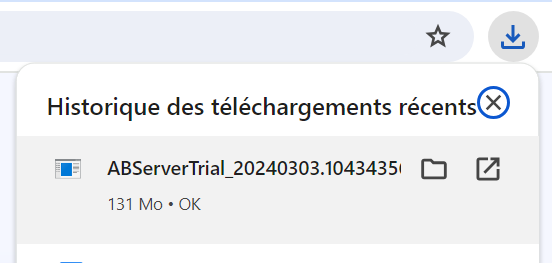 Historique des téléchargements récents
ABServerTrial_20240303.1043435
131 Mo • OK